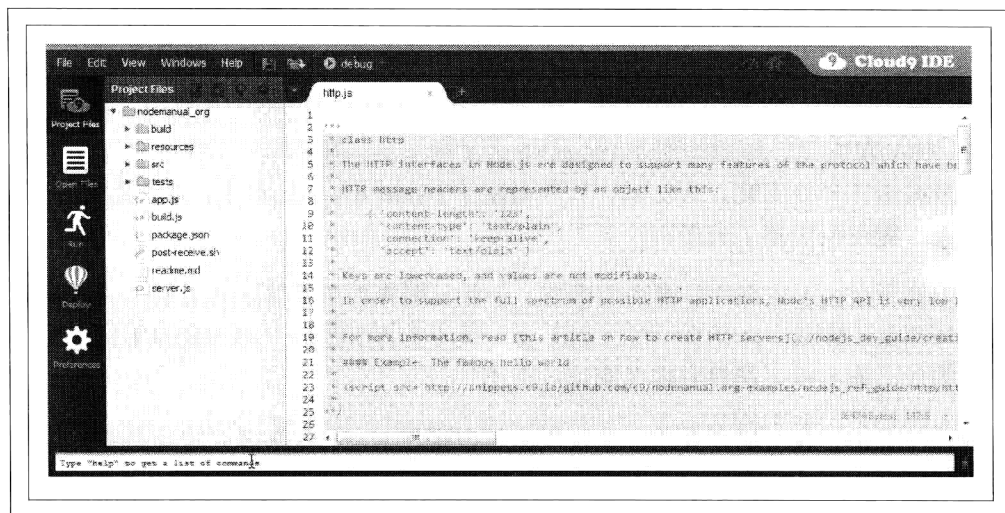 File Edit View Windows Help debug Cloud9 IDE
Project Files
http.js
Project Files
Open Files
Run
Deploy
Preferences
nodemanual_org
build
resources
src
tests
app.js
build.js
package.json
post-receive.sh
readme.md
server.js
1
2 /**
3 * class http
4 *
5 * The HTTP interfaces in Node.js are designed to support many features of the protocol which have be
6 *
7 * HTTP message headers are represented by an object like this:
8 *
9 * { 'content-length': '123',
10 * 'content-type': 'text/plain',
11 * 'connection': 'keep-alive',
12 * 'accept': 'text/plain' }
13 *
14 * Keys are lowercased, and values are not modifiable.
15 *
16 * In order to support the full spectrum of possible HTTP applications, Node's HTTP API is very low
17 *
18 *
19 * For more information, read [this article on how to create HTTP servers](../nodejs_dev_guide/creati
20 *
21 * #### Example: The famous hello world
22 *
23 * <script src='http://snippets.c9.io/github.com/c9/nodemanual.org-examples/nodejs_ref_guide/http/htt
24 *
25 **/
26
27
Type "help" to get a list of commands